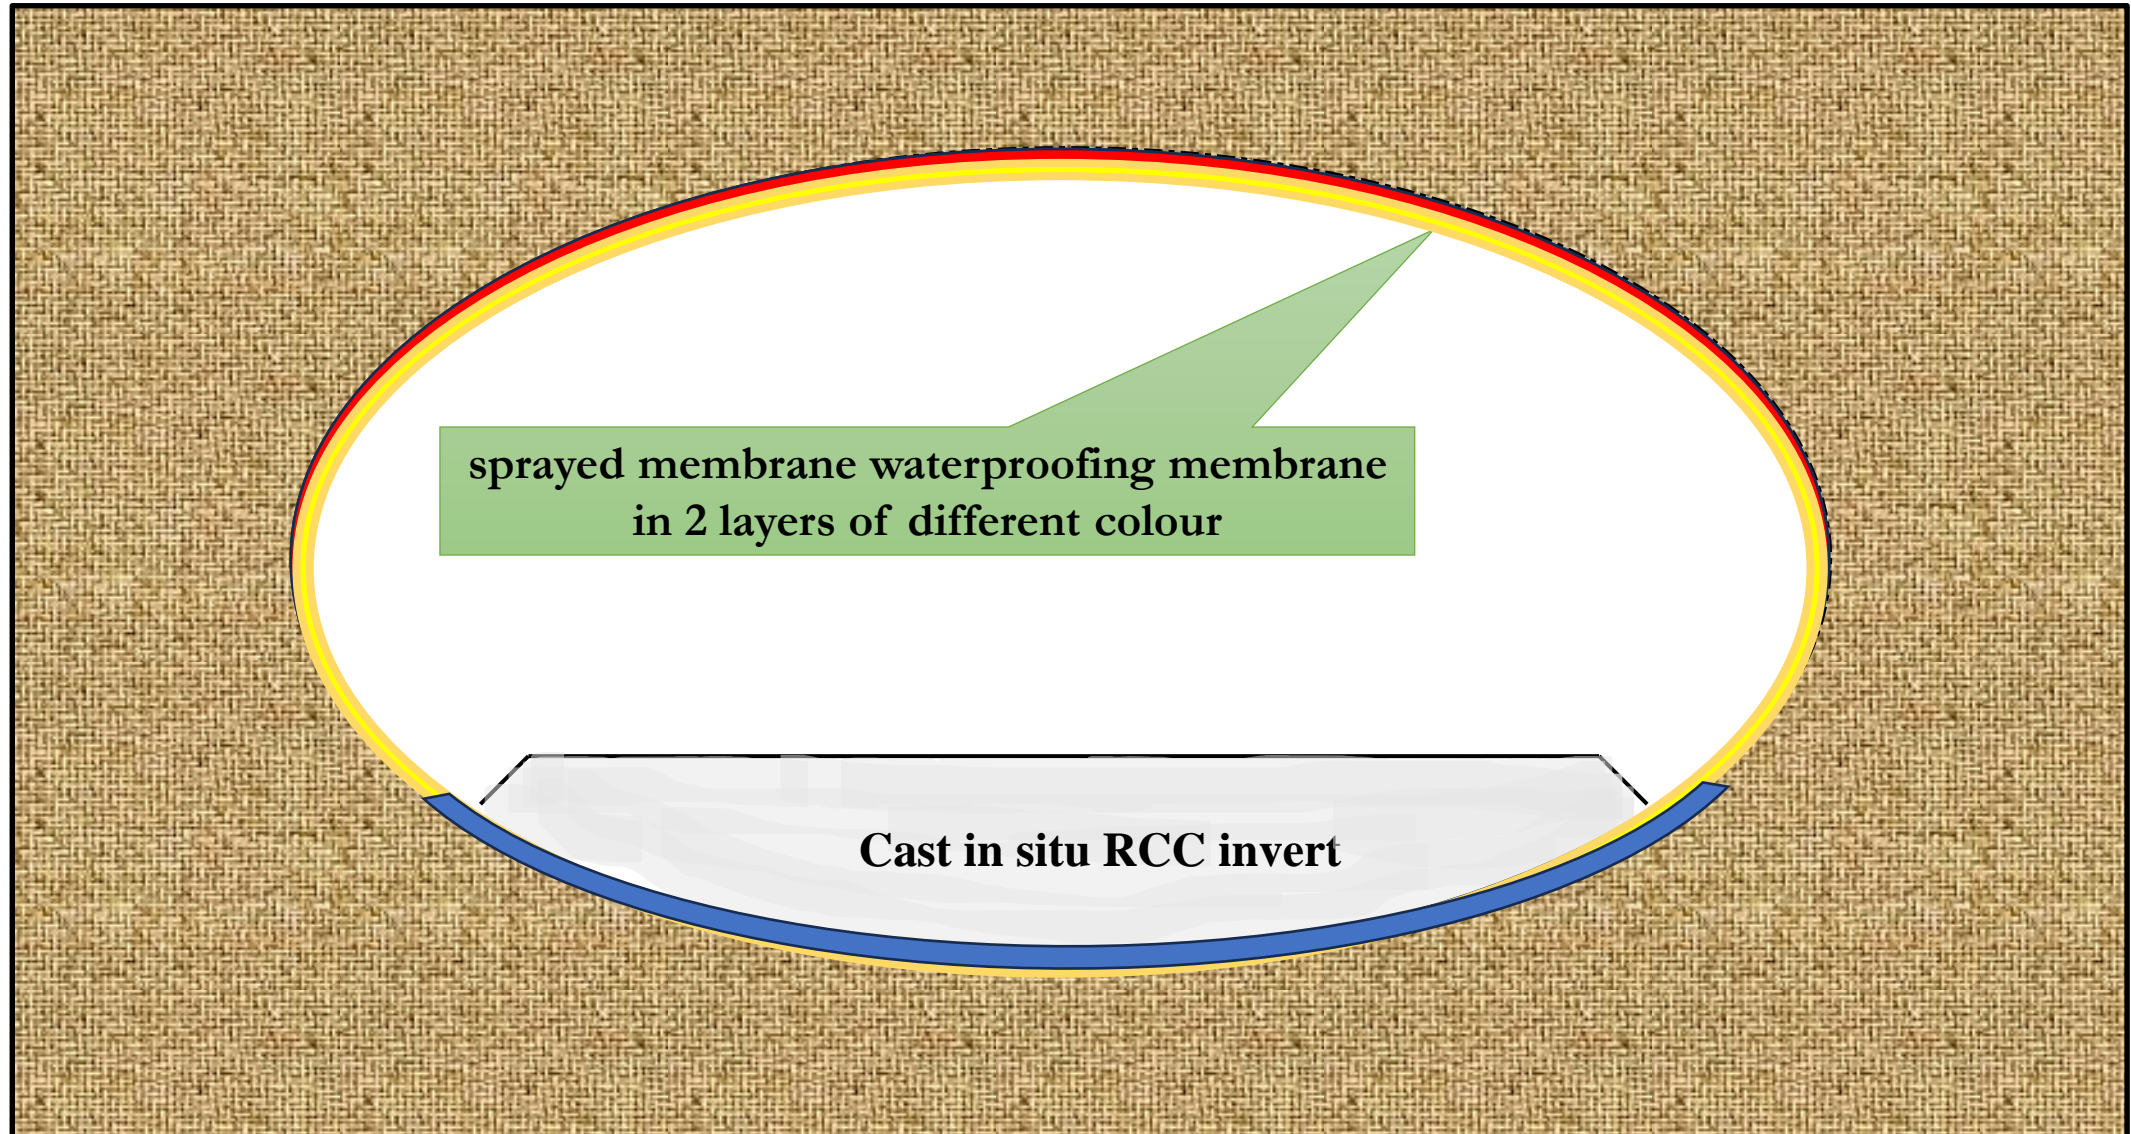 sprayed membrane waterproofing membrane
in 2 layers of different colour
Cast in situ RCC invert